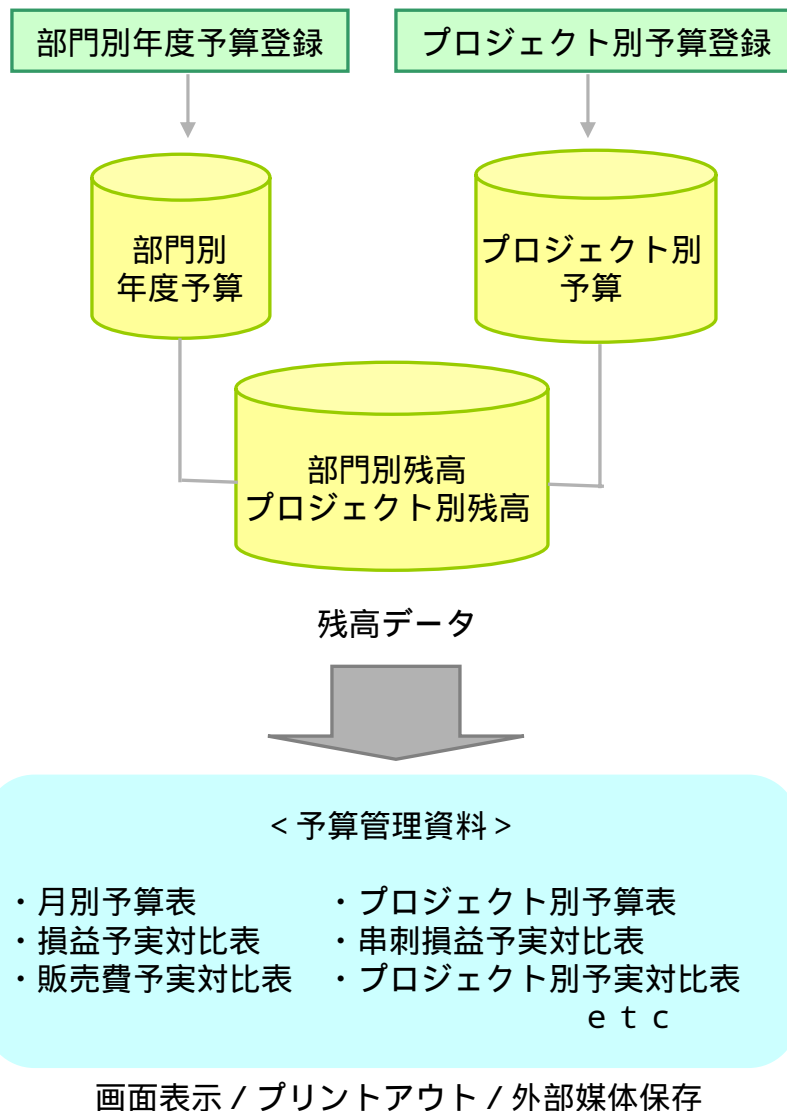 部門別年度予算登録
プロジェクト別予算登録
部門別
年度予算
プロジェクト別
予算
部門別残高
プロジェクト別残高
残高データ
<予算管理資料>
・月別予算表
・損益予実対比表
・販売費予実対比表
・プロジェクト別予算表
・串刺損益予実対比表
・プロジェクト別予実対比表
ｅｔｃ
画面表示/プリントアウト/外部媒体保存